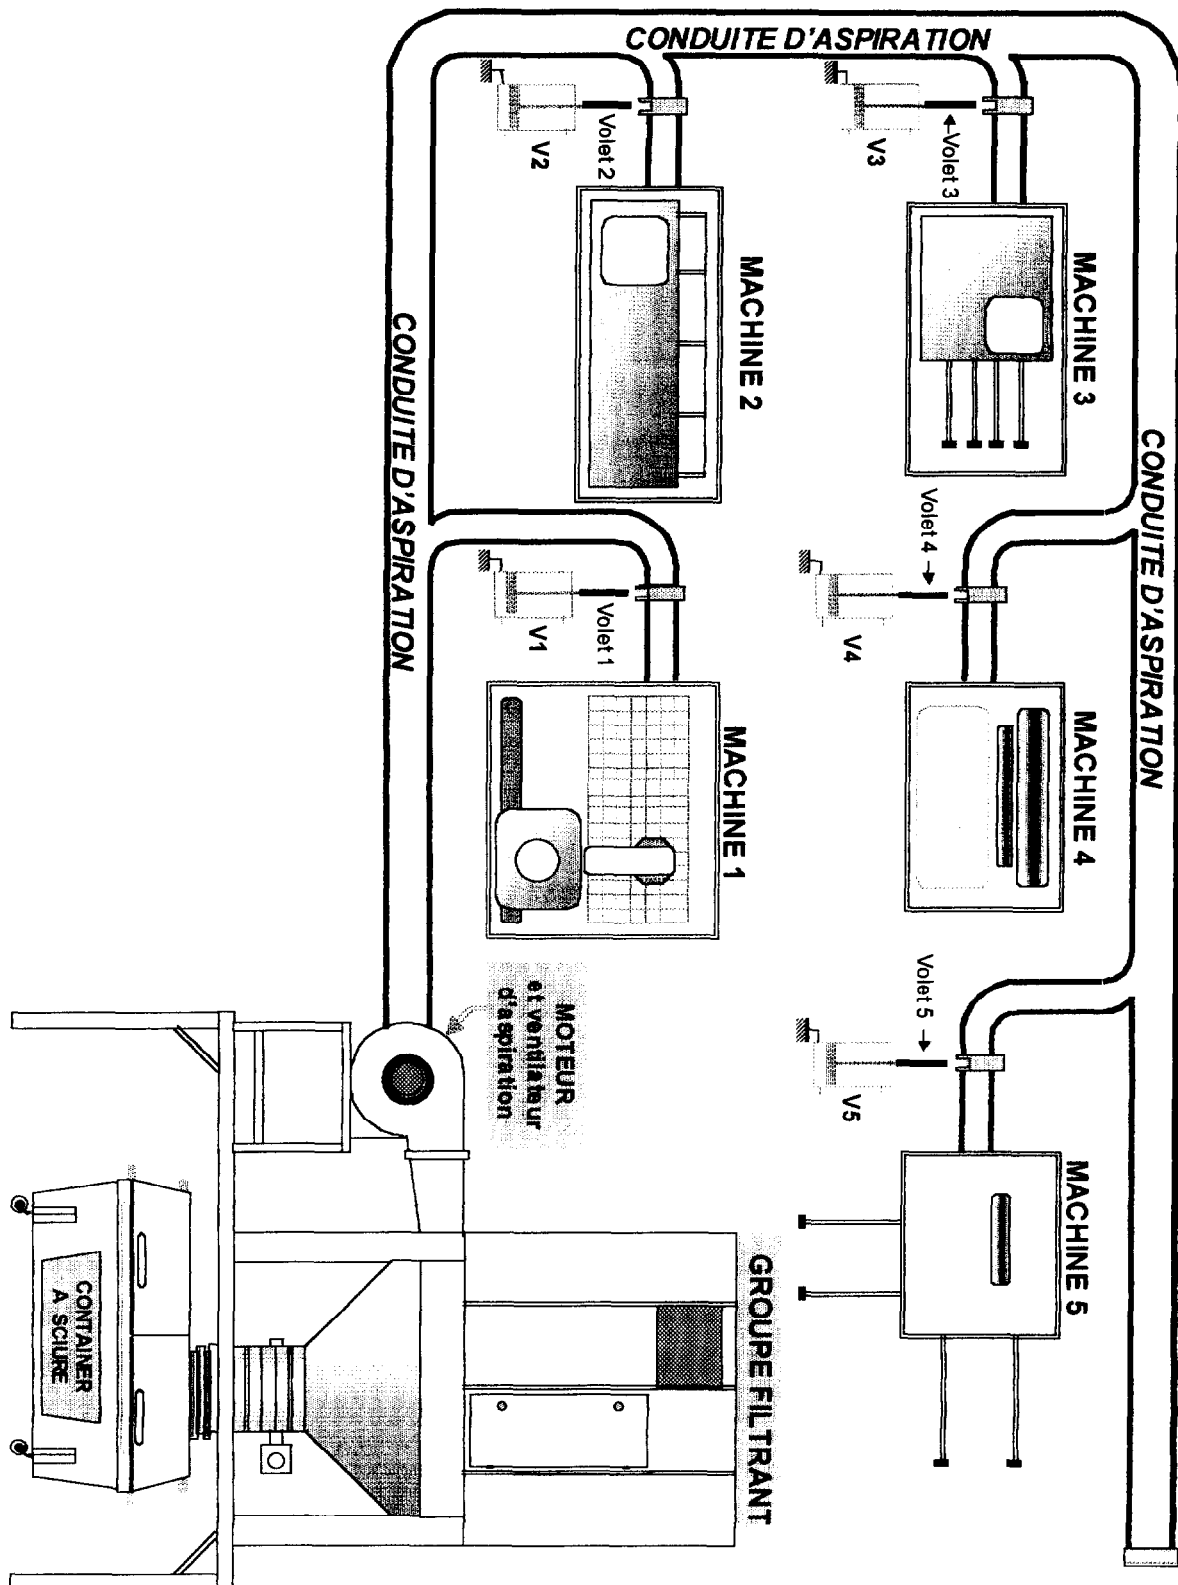 CONDUITE D'ASPIRATION
V2
Volet 2
V3
Volet 3
MACHINE 2
MACHINE 3
CONDUITE D'ASPIRATION
CONDUITE D'ASPIRATION
V1
Volet 1
Volet 4
V4
MACHINE 1
MACHINE 4
MOTEUR
et ventilateur
d'aspiration
Volet 5
V5
MACHINE 5
GROUPE FILTRANT
CONTAINER
A SCIURE